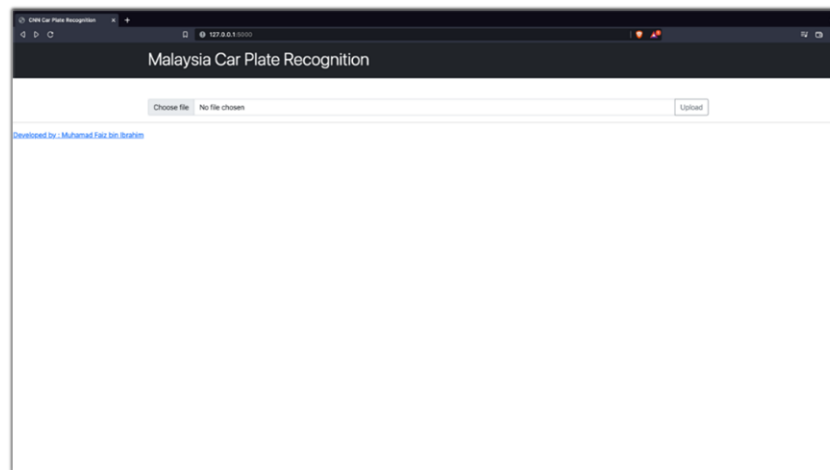 CNN Car Plate Recognition
127.0.0.1:5000
Malaysia Car Plate Recognition
Choose file No file chosen Upload
Developed by : Muhamad Faiz bin Ibrahim